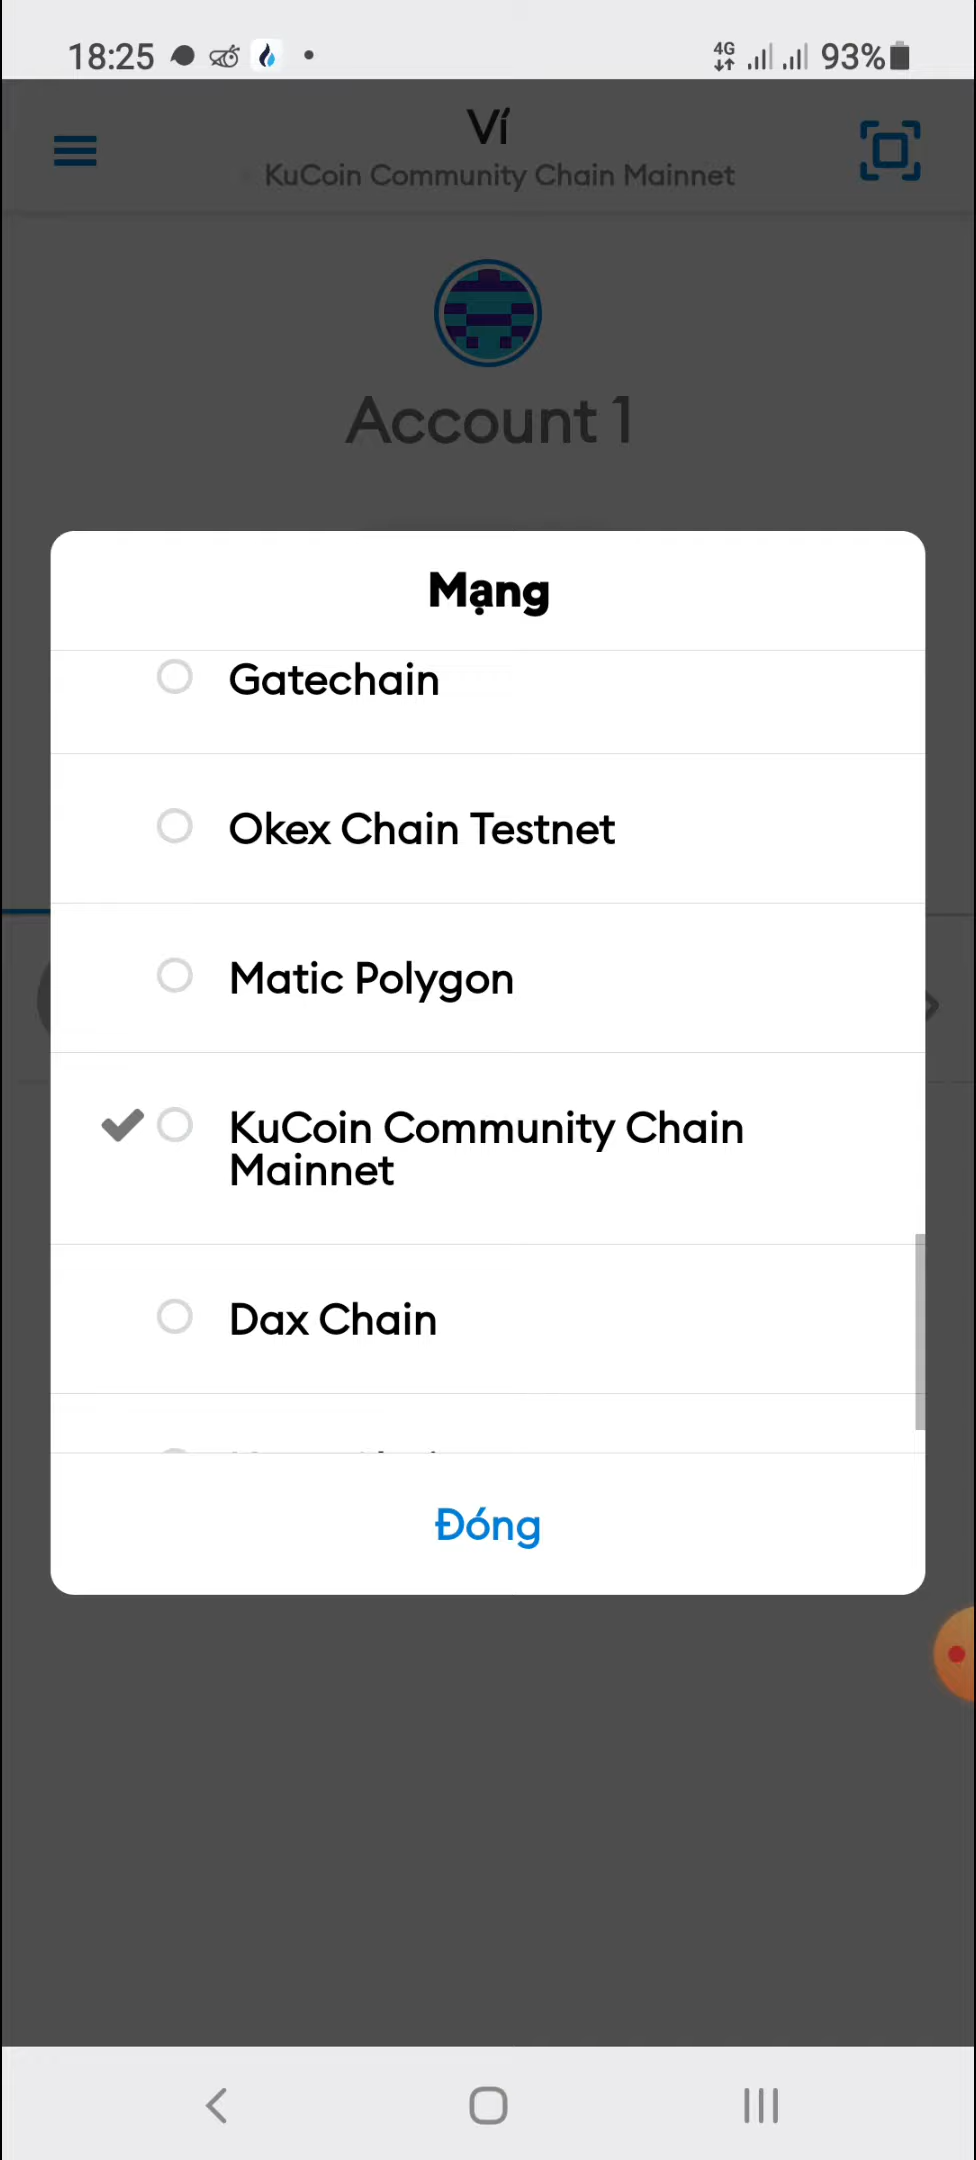 18:25
4G
93%
Ví
KuCoin Community Chain Mainnet
Account 1
Mạng
Gatechain
Okex Chain Testnet
Matic Polygon
KuCoin Community Chain
Mainnet
Dax Chain
Đóng